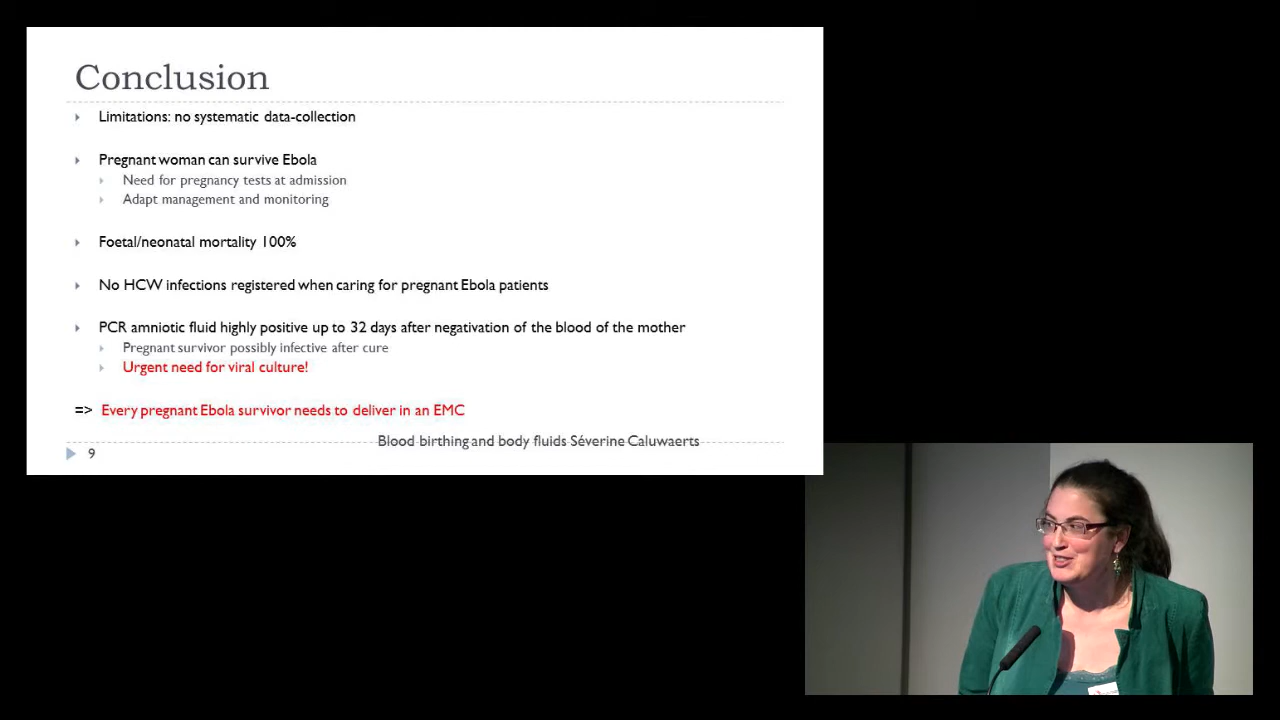 Conclusion
Limitations: no systematic data-collection
Pregnant woman can survive Ebola
Need for pregnancy tests at admission
Adapt management and monitoring
Foetal/neonatal mortality 100%
No HCW infections registered when caring for pregnant Ebola patients
PCR amniotic fluid highly positive up to 32 days after negativation of the blood of the mother
Pregnant survivor possibly infective after cure
Urgent need for viral culture!
=> Every pregnant Ebola survivor needs to deliver in an EMC
Blood birthing and body fluids Séverine Caluwaerts
9